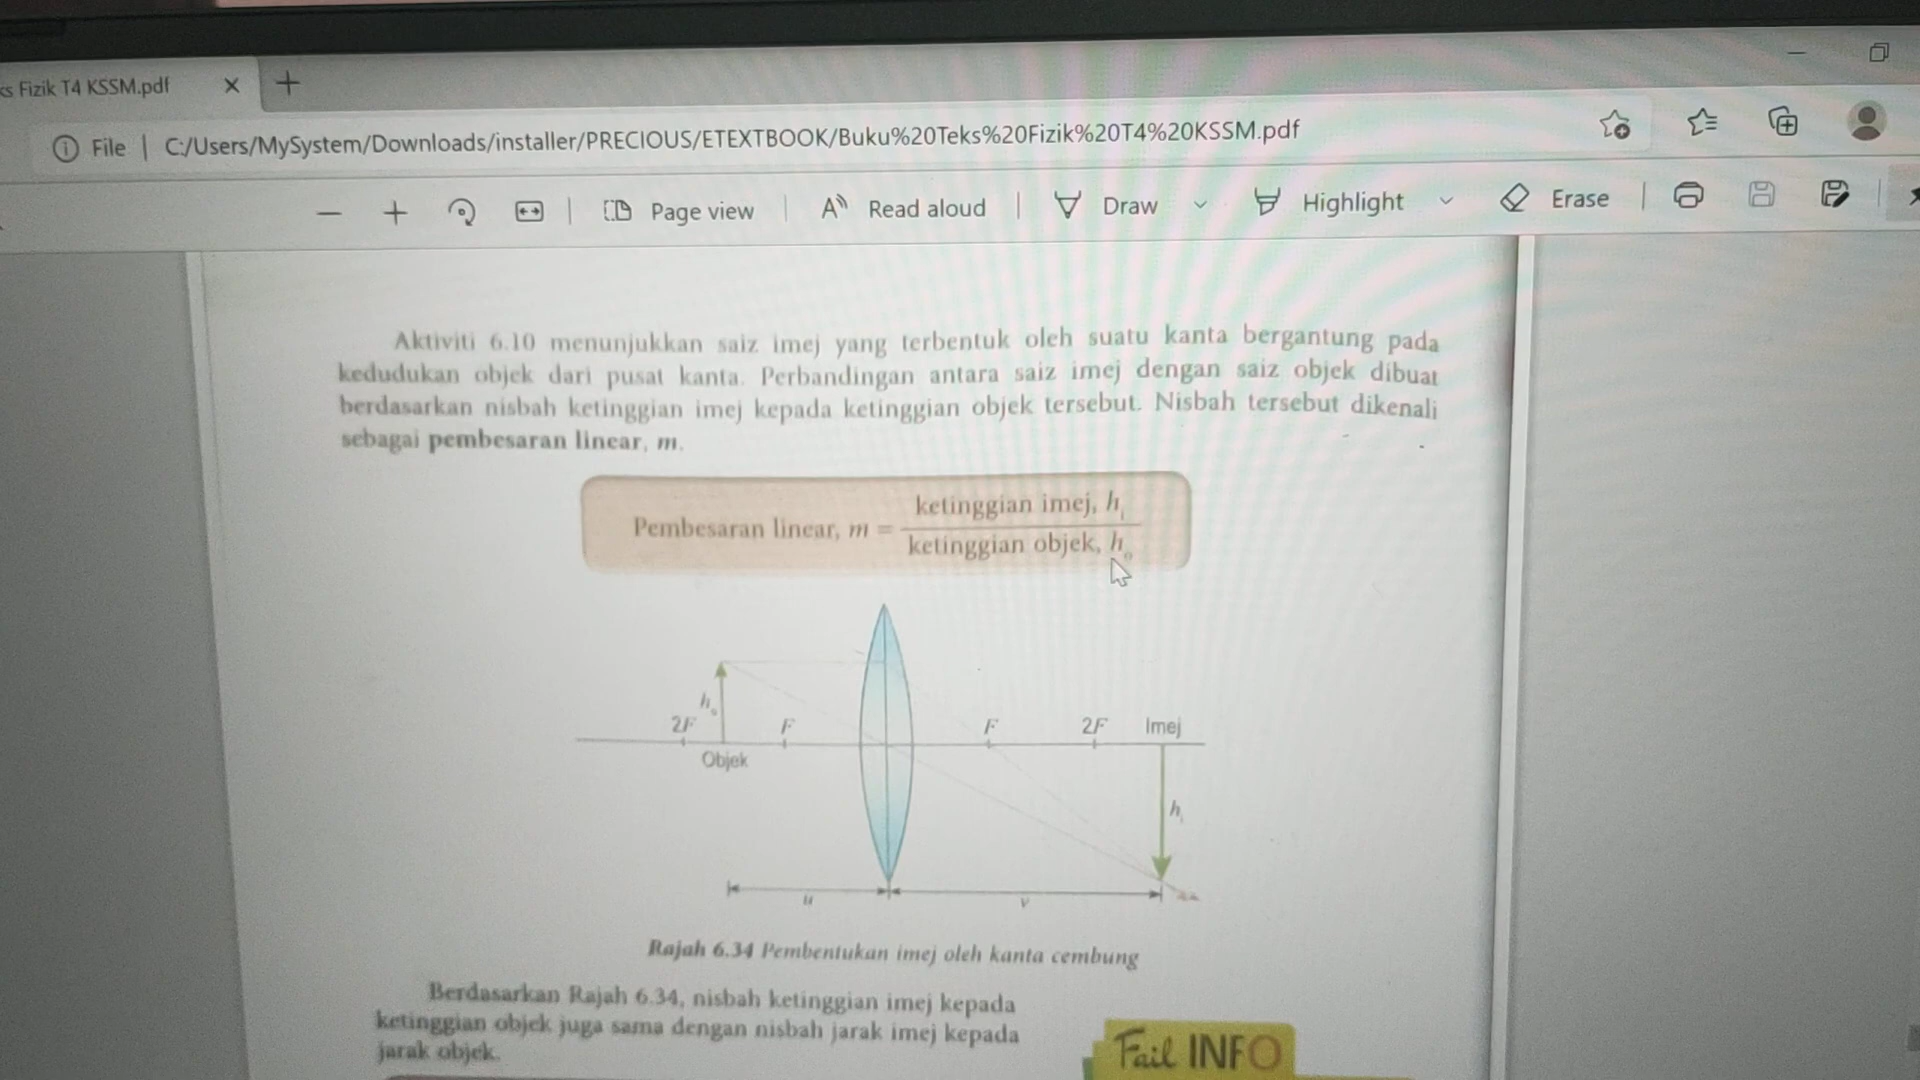 ks Fizik T4 KSSM.pdf
File | C:/Users/MySystem/Downloads/installer/PRECIOUS/ETEXTBOOK/Buku%20Teks%20Fizik%20T4%20KSSM.pdf
Page view | Read aloud | Draw Highlight Erase
Aktiviti 6.10 menunjukkan saiz imej yang terbentuk oleh suatu kanta bergantung pada
kedudukan objek dari pusat kanta. Perbandingan antara saiz imej dengan saiz objek dibuat
berdasarkan nisbah ketinggian imej kepada ketinggian objek tersebut. Nisbah tersebut dikenali
sebagai pembesaran linear, m.
ketinggian imej, hᵢ
Pembesaran linear, m =
ketinggian objek, hₒ
hₒ
2F F F 2F Imej
Objek
hᵢ
u v
Rajah 6.34 Pembentukan imej oleh kanta cembung
Berdasarkan Rajah 6.34, nisbah ketinggian imej kepada
ketinggian objek juga sama dengan nisbah jarak imej kepada
jarak objek.
Fail INFO